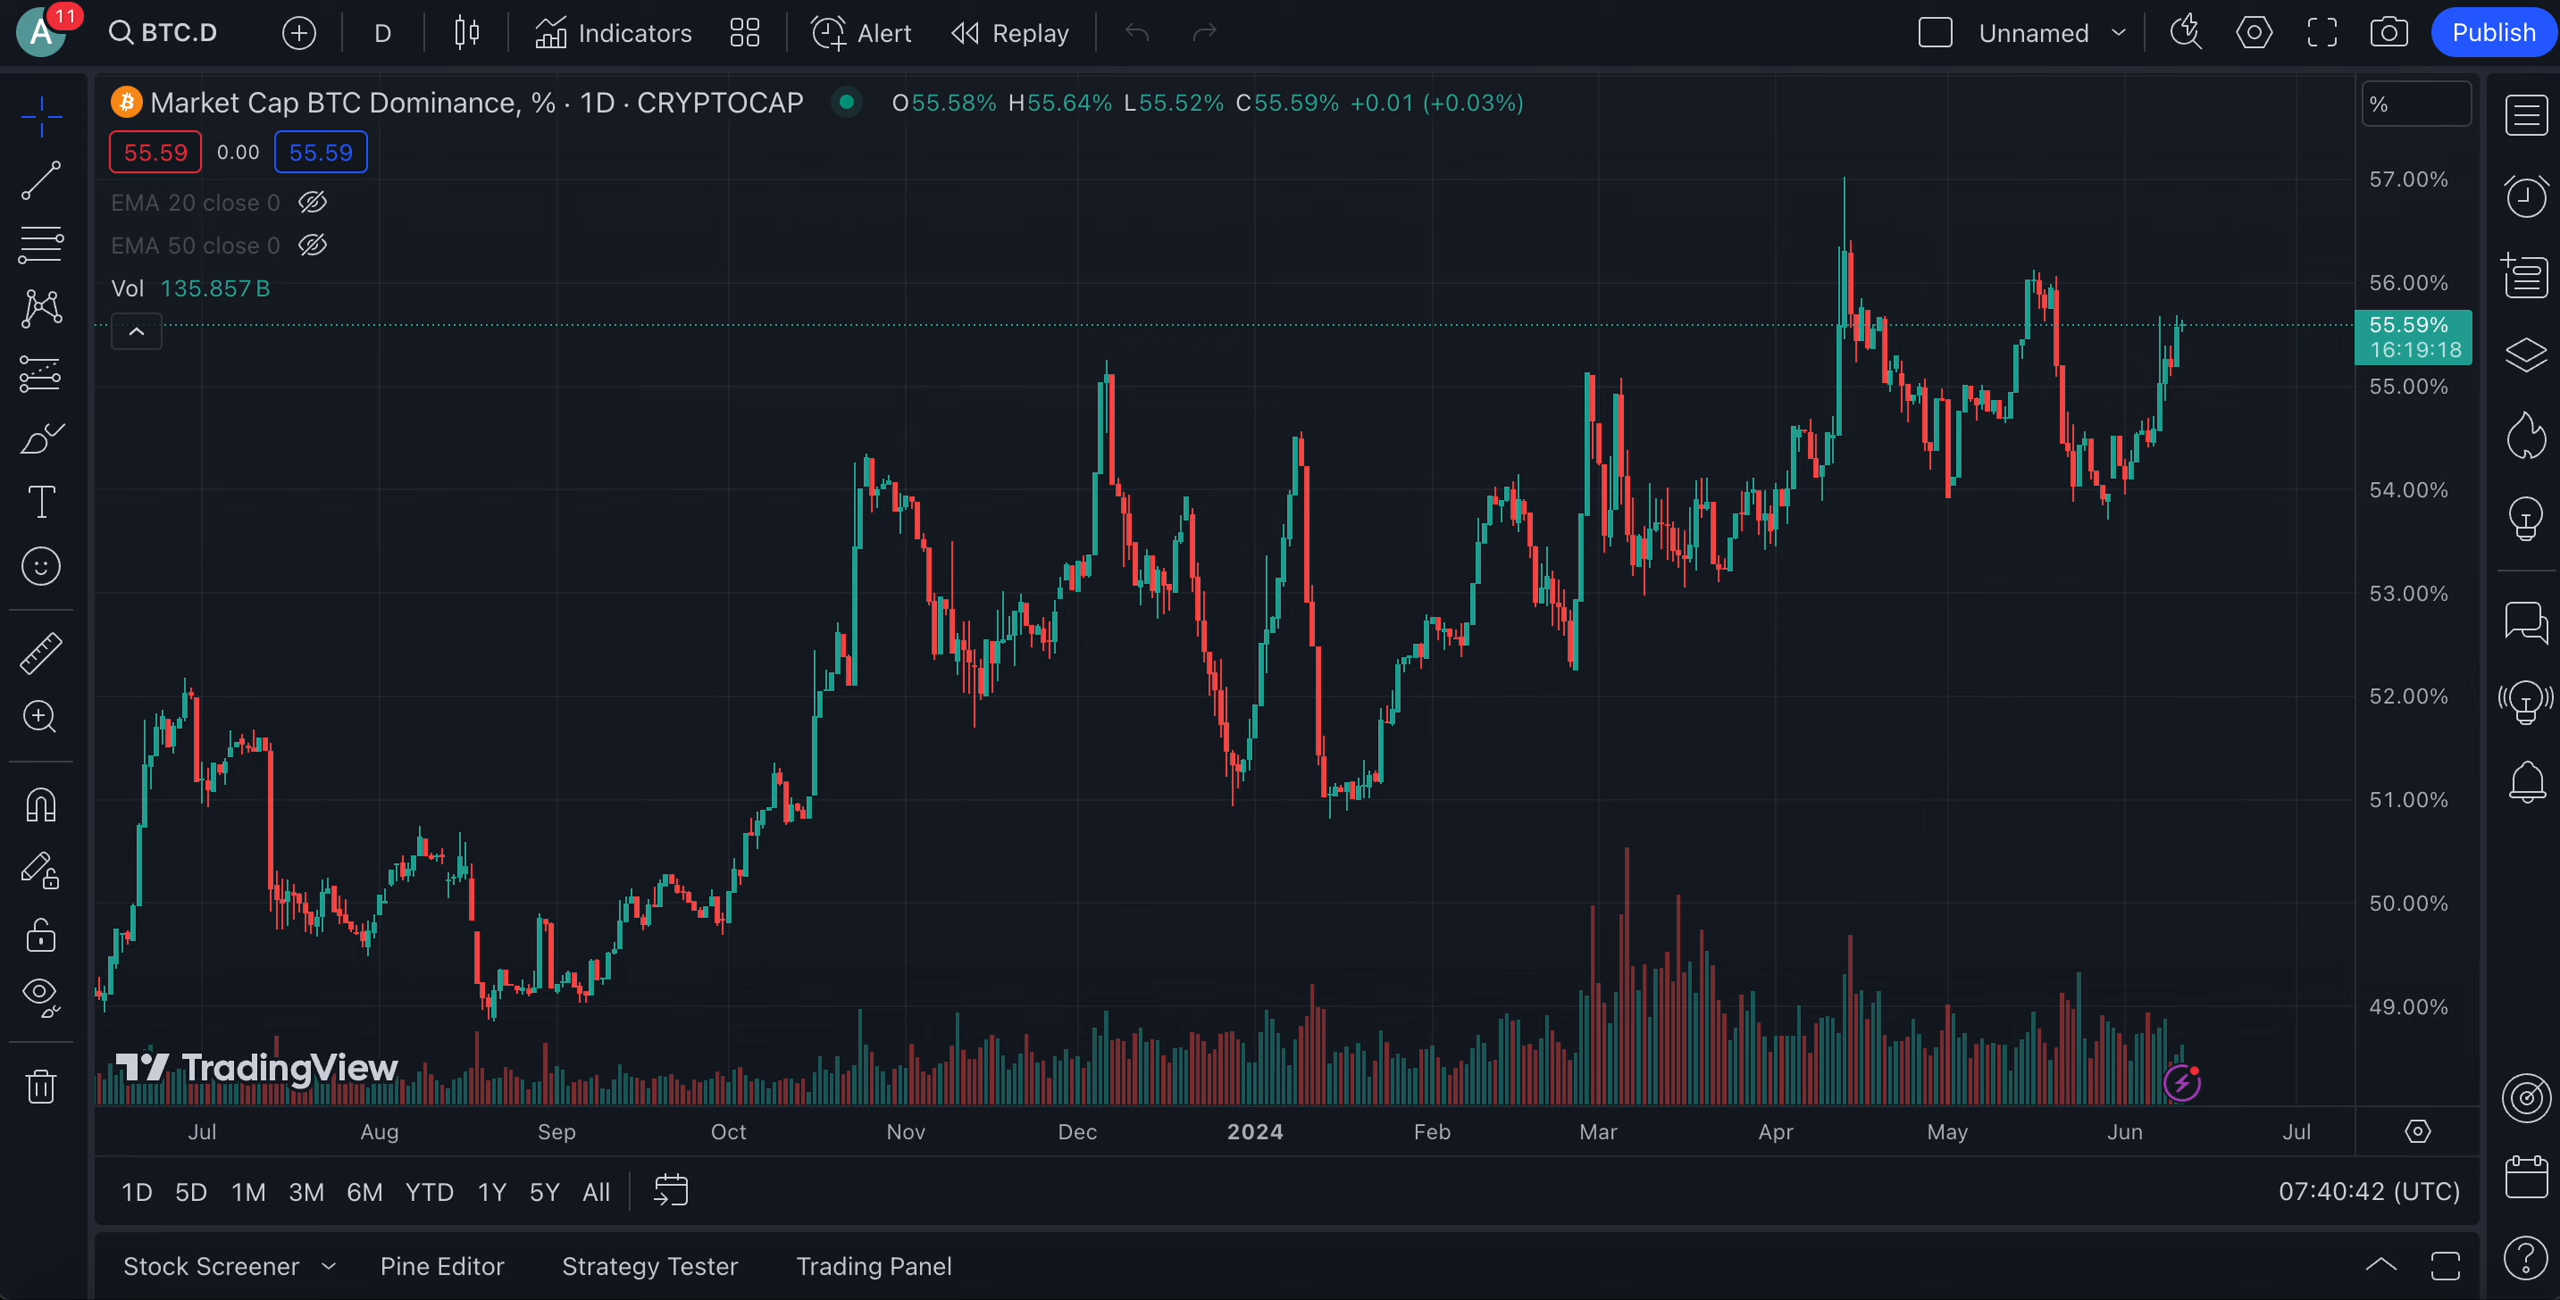 A 11 BTC.D D Indicators Alert Replay Unnamed Publish
Market Cap BTC Dominance, % · 1D · CRYPTOCAP O55.58% H55.64% L55.52% C55.59% +0.01 (+0.03%) %
55.59 0.00 55.59
EMA 20 close 0
EMA 50 close 0
Vol 135.857B
57.00%
56.00%
55.59%
16:19:18
55.00%
54.00%
53.00%
52.00%
51.00%
50.00%
49.00%
TradingView
Jul Aug Sep Oct Nov Dec 2024 Feb Mar Apr May Jun Jul
1D 5D 1M 3M 6M YTD 1Y 5Y All 07:40:42 (UTC)
Stock Screener Pine Editor Strategy Tester Trading Panel